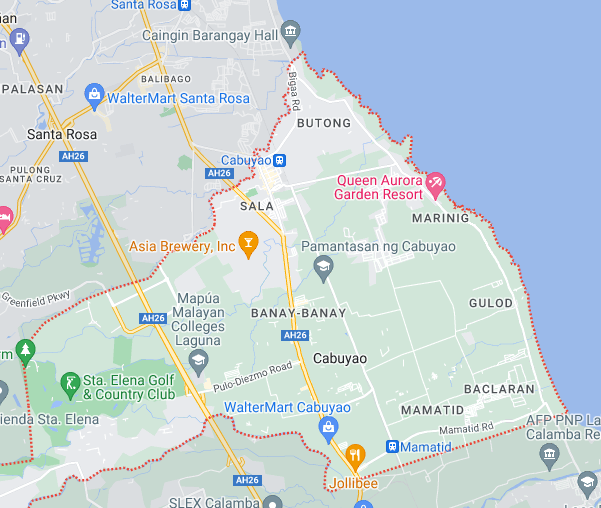 Santa Rosa
ñan
Caingin Barangay Hall
PALASAN
BALIBAGO
WalterMart Santa Rosa
Bigaa Rd
BUTONG
Santa Rosa
AH26
Cabuyao
AH26
PULONG
SANTA CRUZ
Queen Aurora
Garden Resort
SALA
MARINIG
Asia Brewery, Inc
Pamantasan ng Cabuyao
Greenfield Pkwy
Mapúa
Malayan
Colleges
Laguna
GULOD
BANAY-BANAY
AH26
AH26
rm
Cabuyao
Pulo-Diezmo Road
Sta. Elena Golf
& Country Club
BACLARAN
WalterMart Cabuyao
MAMATID
ienda Sta. Elena
Mamatid Rd
AFP PNP La
Calamba Re
Mamatid
AH26
Jollibee
SLEX Calamba